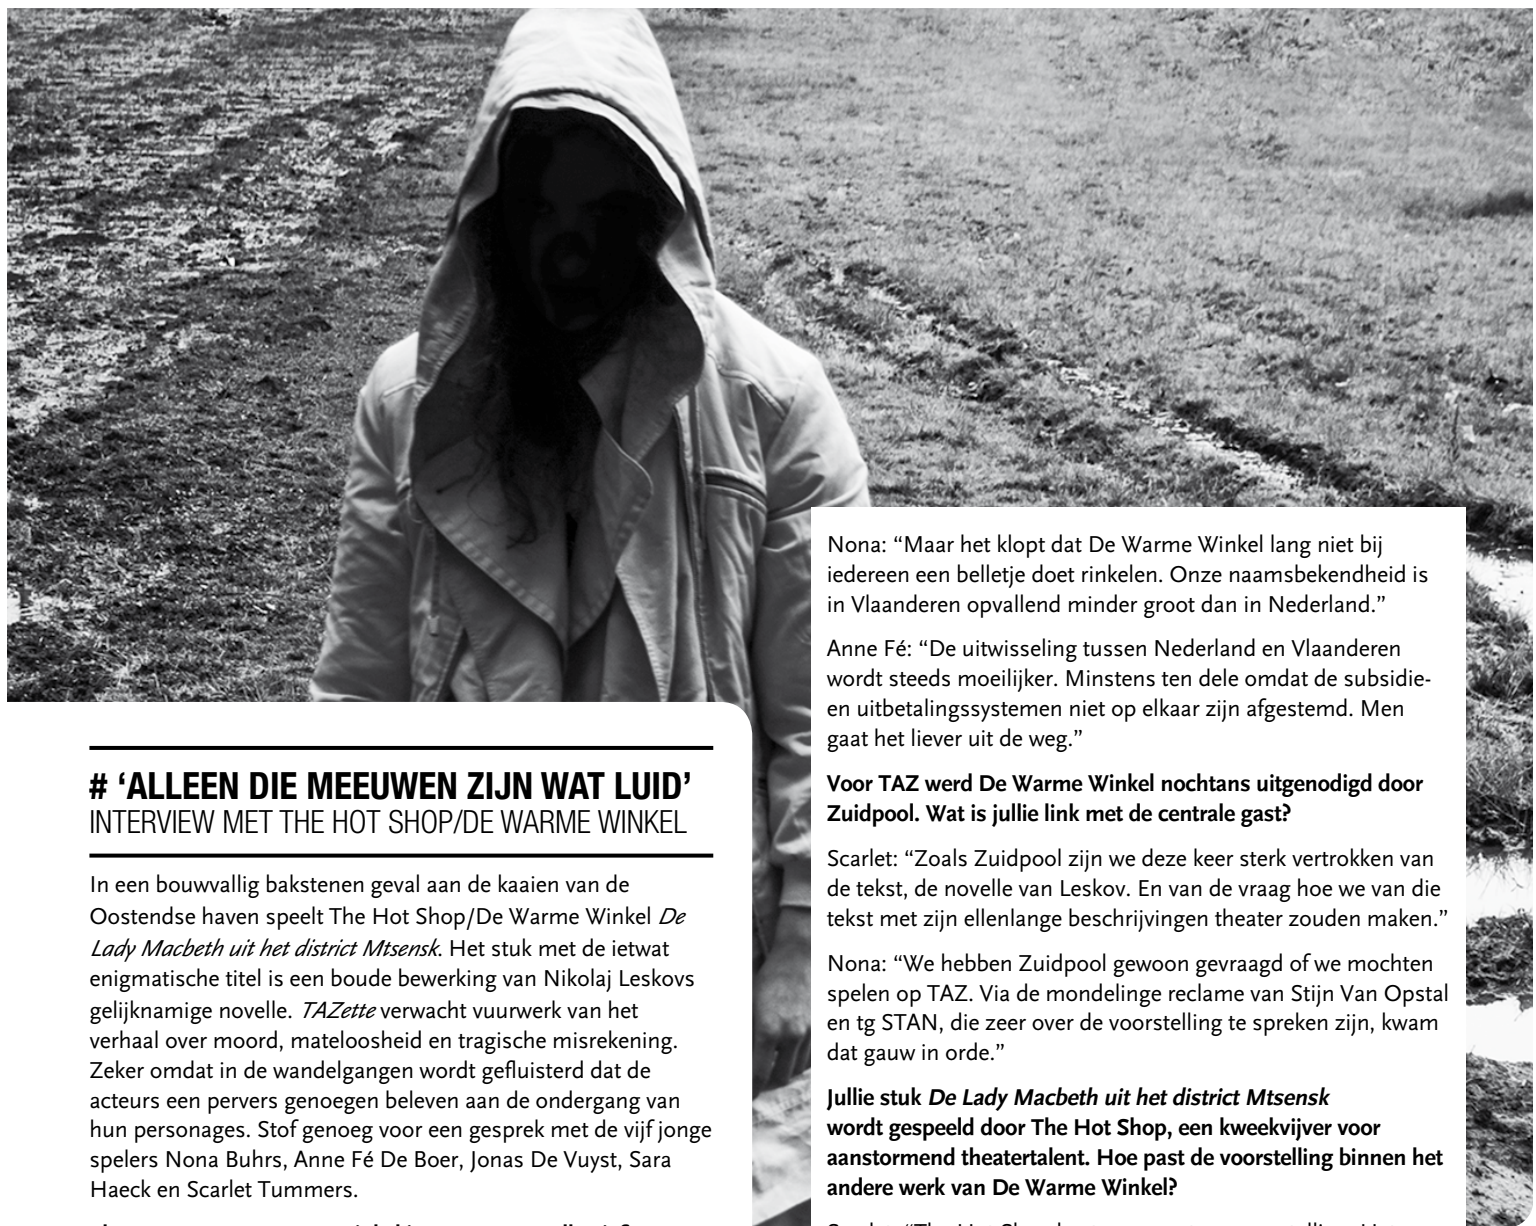 # ‘ALLEEN DIE MEEUWEN ZIJN WAT LUID’
INTERVIEW MET THE HOT SHOP/DE WARME WINKEL
In een bouwvallig bakstenen geval aan de kaaien van de
Oostendse haven speelt The Hot Shop/De Warme Winkel De
Lady Macbeth uit het district Mtsensk. Het stuk met de ietwat
enigmatische titel is een boude bewerking van Nikolaj Leskovs
gelijknamige novelle. TAZette verwacht vuurwerk van het
verhaal over moord, mateloosheid en tragische misrekening.
Zeker omdat in de wandelgangen wordt gefluisterd dat de
acteurs een pervers genoegen beleven aan de ondergang van
hun personages. Stof genoeg voor een gesprek met de vijf jonge
spelers Nona Buhrs, Anne Fé De Boer, Jonas De Vuyst, Sara
Haeck en Scarlet Tummers.
Nona: “Maar het klopt dat De Warme Winkel lang niet bij
iedereen een belletje doet rinkelen. Onze naamsbekendheid is
in Vlaanderen opvallend minder groot dan in Nederland.”
Anne Fé: “De uitwisseling tussen Nederland en Vlaanderen
wordt steeds moeilijker. Minstens ten dele omdat de subsidie-
en uitbetalingssystemen niet op elkaar zijn afgestemd. Men
gaat het liever uit de weg.”
Voor TAZ werd De Warme Winkel nochtans uitgenodigd door
Zuidpool. Wat is jullie link met de centrale gast?
Scarlet: “Zoals Zuidpool zijn we deze keer sterk vertrokken van
de tekst, de novelle van Leskov. En van de vraag hoe we van die
tekst met zijn ellenlange beschrijvingen theater zouden maken.”
Nona: “We hebben Zuidpool gewoon gevraagd of we mochten
spelen op TAZ. Via de mondelinge reclame van Stijn Van Opstal
en tg STAN, die zeer over de voorstelling te spreken zijn, kwam
dat gauw in orde.”
Jullie stuk De Lady Macbeth uit het district Mtsensk
wordt gespeeld door The Hot Shop, een kweekvijver voor
aanstormend theatertalent. Hoe past de voorstelling binnen het
andere werk van De Warme Winkel?